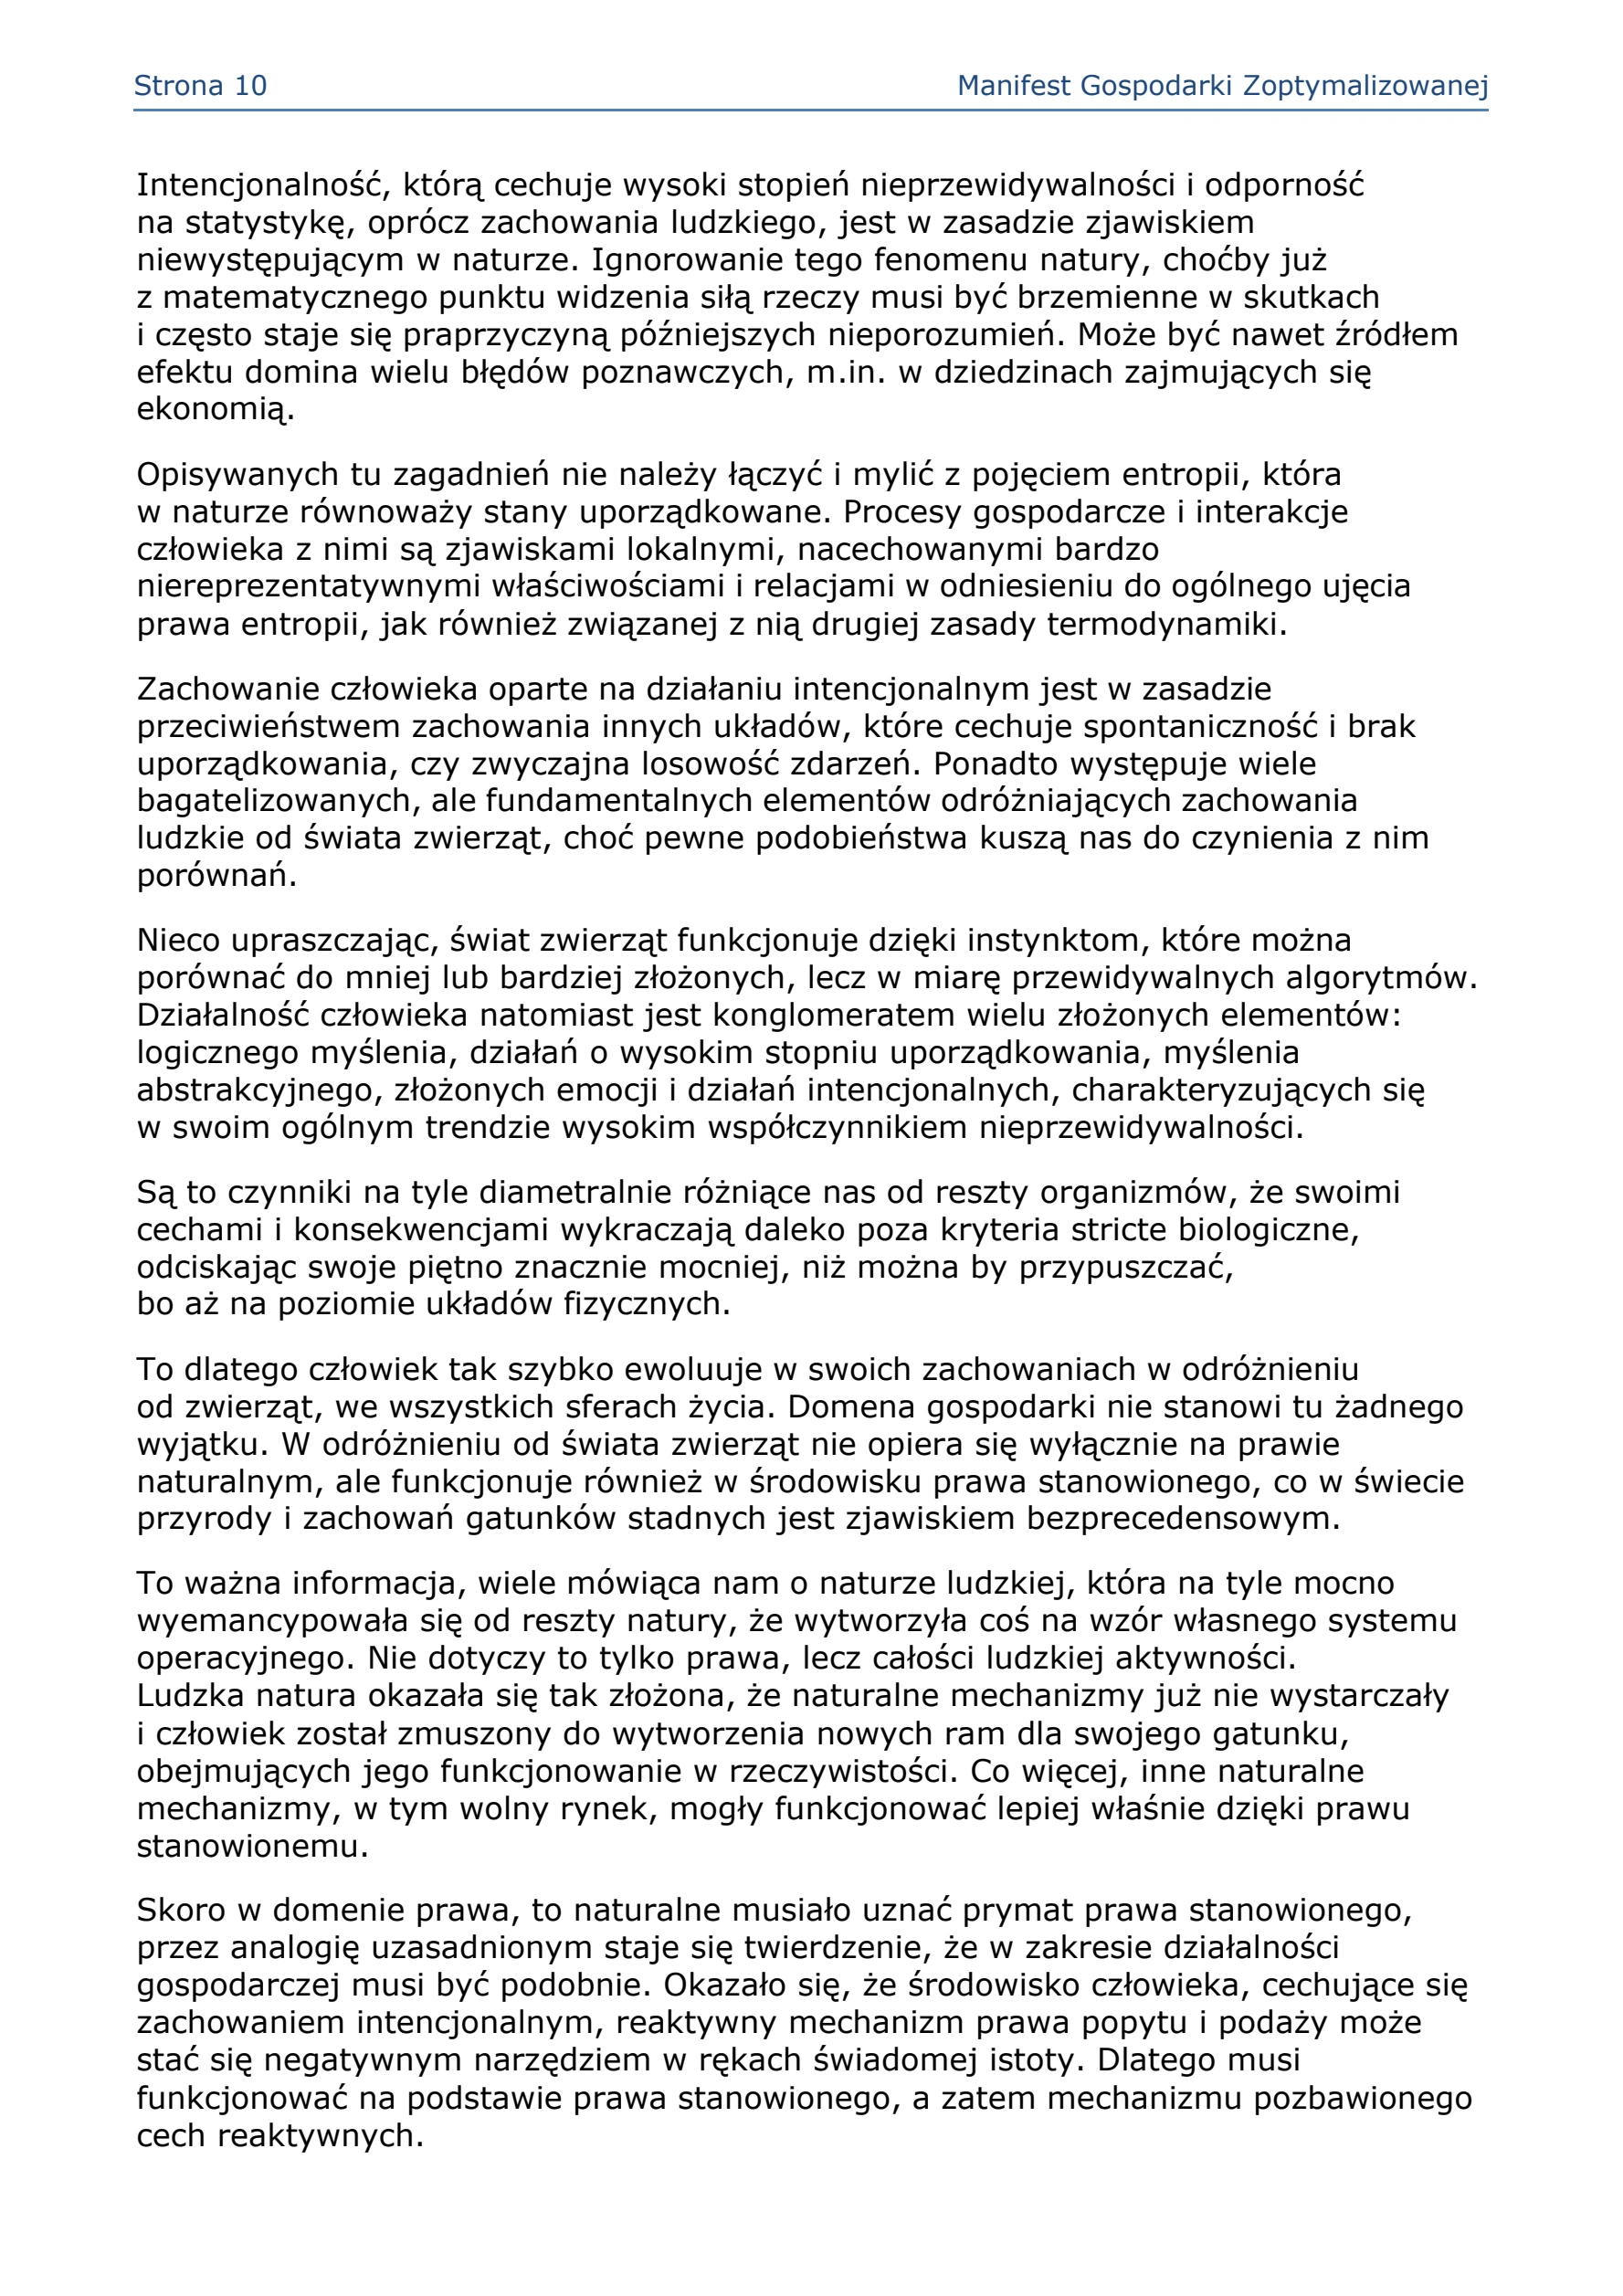 Strona 10
Manifest Gospodarki Zoptymalizowanej
Intencjonalność, którą cechuje wysoki stopień nieprzewidywalności i odporność
na statystykę, oprócz zachowania ludzkiego, jest w zasadzie zjawiskiem
niewystępującym w naturze. Ignorowanie tego fenomenu natury, choćby już
z matematycznego punktu widzenia siłą rzeczy musi być brzemienne w skutkach
i często staje się praprzyczyną późniejszych nieporozumień. Może być nawet źródłem
efektu domina wielu błędów poznawczych, m.in. w dziedzinach zajmujących się
ekonomią.
Opisywanych tu zagadnień nie należy łączyć i mylić z pojęciem entropii, która
w naturze równoważy stany uporządkowane. Procesy gospodarcze i interakcje
człowieka z nimi są zjawiskami lokalnymi, nacechowanymi bardzo
niereprezentatywnymi właściwościami i relacjami w odniesieniu do ogólnego ujęcia
prawa entropii, jak również związanej z nią drugiej zasady termodynamiki.
Zachowanie człowieka oparte na działaniu intencjonalnym jest w zasadzie
przeciwieństwem zachowania innych układów, które cechuje spontaniczność i brak
uporządkowania, czy zwyczajna losowość zdarzeń. Ponadto występuje wiele
bagatelizowanych, ale fundamentalnych elementów odróżniających zachowania
ludzkie od świata zwierząt, choć pewne podobieństwa kuszą nas do czynienia z nim
porównań.
Nieco upraszczając, świat zwierząt funkcjonuje dzięki instynktom, które można
porównać do mniej lub bardziej złożonych, lecz w miarę przewidywalnych algorytmów.
Działalność człowieka natomiast jest konglomeratem wielu złożonych elementów:
logicznego myślenia, działań o wysokim stopniu uporządkowania, myślenia
abstrakcyjnego, złożonych emocji i działań intencjonalnych, charakteryzujących się
w swoim ogólnym trendzie wysokim współczynnikiem nieprzewidywalności.
Są to czynniki na tyle diametralnie różniące nas od reszty organizmów, że swoimi
cechami i konsekwencjami wykraczają daleko poza kryteria stricte biologiczne,
odciskając swoje piętno znacznie mocniej, niż można by przypuszczać,
bo aż na poziomie układów fizycznych.
To dlatego człowiek tak szybko ewoluuje w swoich zachowaniach w odróżnieniu
od zwierząt, we wszystkich sferach życia. Domena gospodarki nie stanowi tu żadnego
wyjątku. W odróżnieniu od świata zwierząt nie opiera się wyłącznie na prawie
naturalnym, ale funkcjonuje również w środowisku prawa stanowionego, co w świecie
przyrody i zachowań gatunków stadnych jest zjawiskiem bezprecedensowym.
To ważna informacja, wiele mówiąca nam o naturze ludzkiej, która na tyle mocno
wyemancypowała się od reszty natury, że wytworzyła coś na wzór własnego systemu
operacyjnego. Nie dotyczy to tylko prawa, lecz całości ludzkiej aktywności.
Ludzka natura okazała się tak złożona, że naturalne mechanizmy już nie wystarczały
i człowiek został zmuszony do wytworzenia nowych ram dla swojego gatunku,
obejmujących jego funkcjonowanie w rzeczywistości. Co więcej, inne naturalne
mechanizmy, w tym wolny rynek, mogły funkcjonować lepiej właśnie dzięki prawu
stanowionemu.
Skoro w domenie prawa, to naturalne musiało uznać prymat prawa stanowionego,
przez analogię uzasadnionym staje się twierdzenie, że w zakresie działalności
gospodarczej musi być podobnie. Okazało się, że środowisko człowieka, cechujące się
zachowaniem intencjonalnym, reaktywny mechanizm prawa popytu i podaży może
stać się negatywnym narzędziem w rękach świadomej istoty. Dlatego musi
funkcjonować na podstawie prawa stanowionego, a zatem mechanizmu pozbawionego
cech reaktywnych.